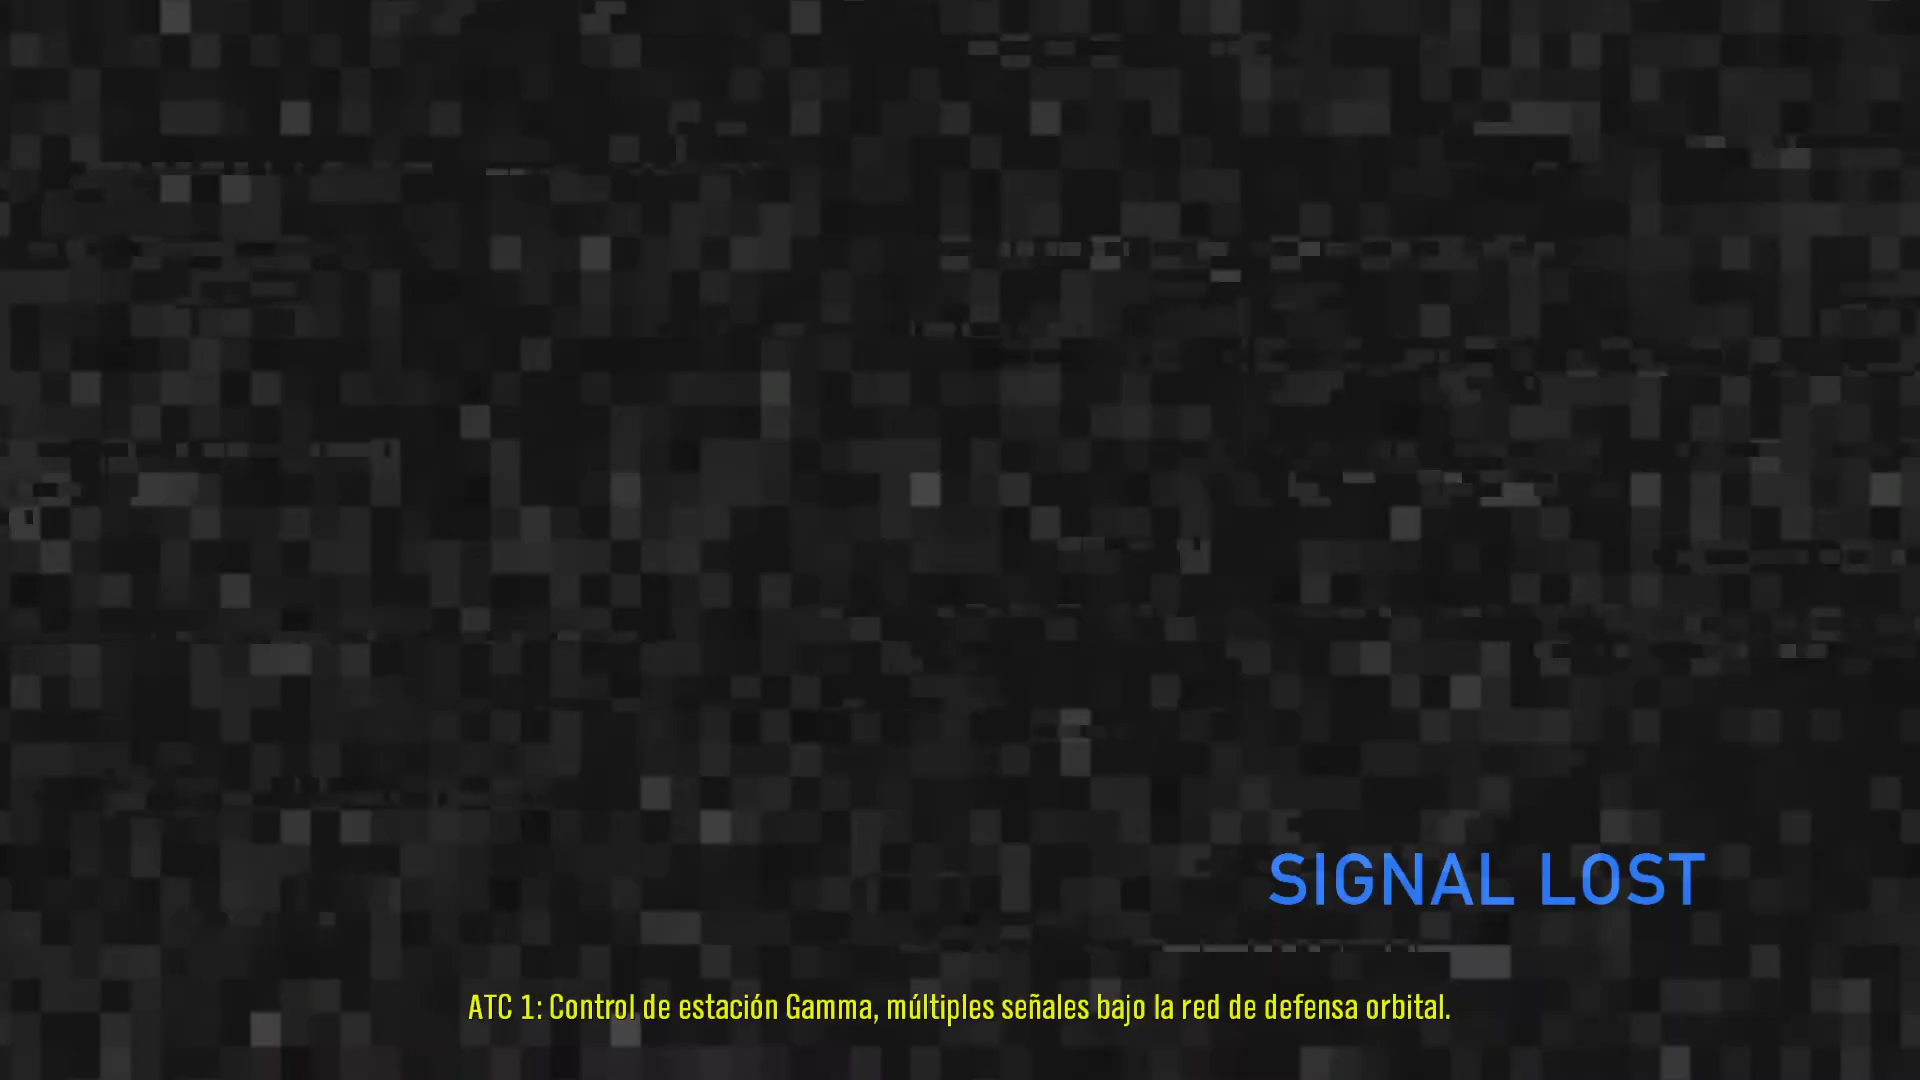 SIGNAL LOST
ATC 1: Control de estación Gamma, múltiples señales bajo la red de defensa orbital.